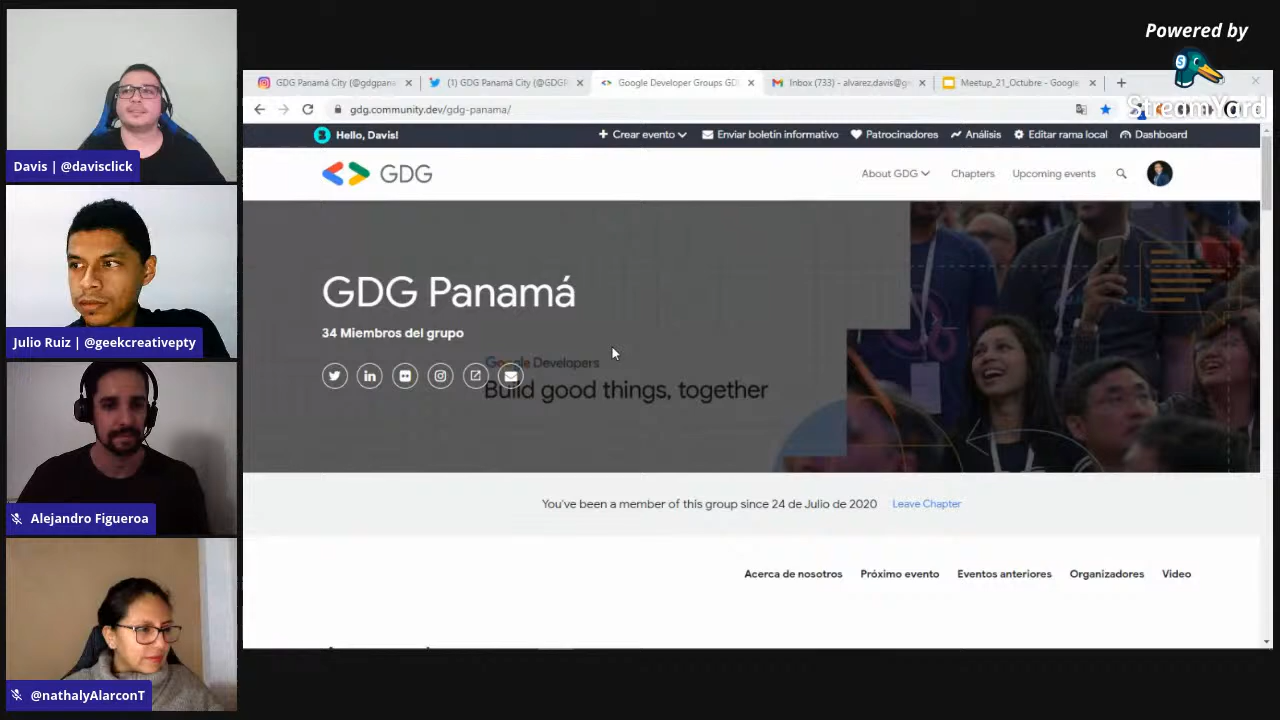 Powered by
StreamYard
Davis | @davisclick
Julio Ruiz | @geekcreativepty
Alejandro Figueroa
@nathalyAlarconT
GDG Panamá City (@gdgpan
(1) GDG Panamá City (@GDGP
Google Developer Groups GD
Inbox (733) - alvarez.davis@g
Meetup_21_Octubre - Google
gdg.community.dev/gdg-panama/
Hello, Davis!
Crear evento
Enviar boletín informativo
Patrocinadores
Análisis
Editar rama local
Dashboard
GDG
About GDG
Chapters
Upcoming events
GDG Panamá
34 Miembros del grupo
Google Developers
Build good things, together
You've been a member of this group since 24 de Julio de 2020
Leave Chapter
Acerca de nosotros
Próximo evento
Eventos anteriores
Organizadores
Video